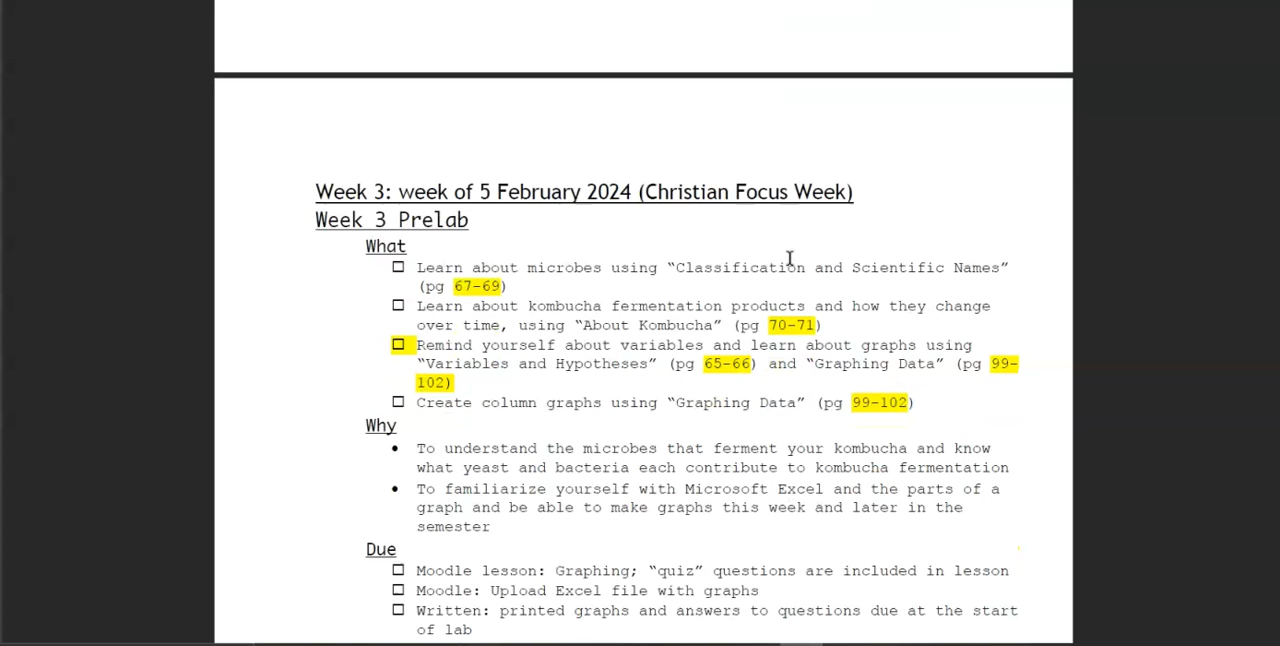 Week 3: week of 5 February 2024 (Christian Focus Week)
Week 3 Prelab
What
Learn about microbes using “Classification and Scientific Names”
(pg 67-69)
Learn about kombucha fermentation products and how they change
over time, using “About Kombucha” (pg 70-71)
Remind yourself about variables and learn about graphs using
“Variables and Hypotheses” (pg 65-66) and “Graphing Data” (pg 99-
102)
Create column graphs using “Graphing Data” (pg 99-102)
Why
• To understand the microbes that ferment your kombucha and know
what yeast and bacteria each contribute to kombucha fermentation
• To familiarize yourself with Microsoft Excel and the parts of a
graph and be able to make graphs this week and later in the
semester
Due
Moodle lesson: Graphing; “quiz” questions are included in lesson
Moodle: Upload Excel file with graphs
Written: printed graphs and answers to questions due at the start
of lab